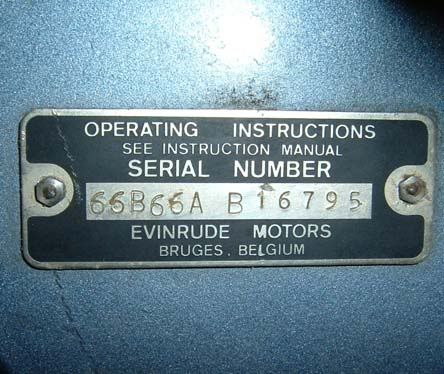 OPERATING INSTRUCTIONS
SEE INSTRUCTION MANUAL
SERIAL NUMBER
66B66A B16795
EVINRUDE MOTORS
BRUGES, BELGIUM